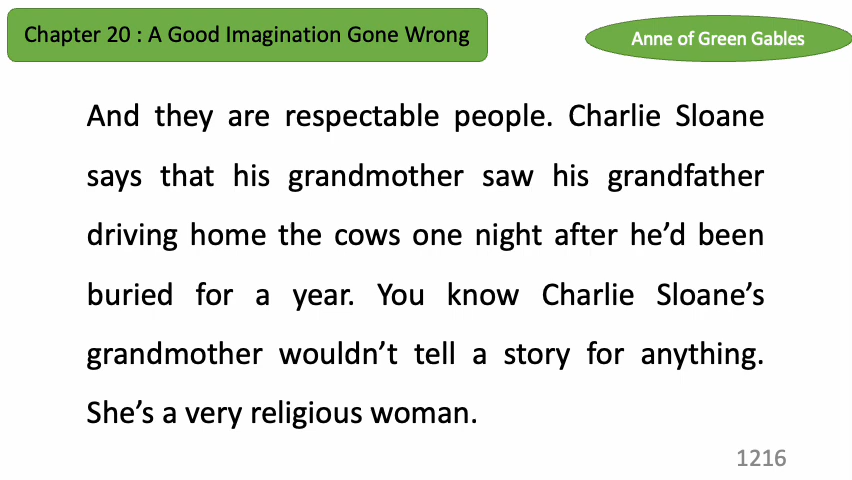 Chapter 20 : A Good Imagination Gone Wrong
Anne of Green Gables
And they are respectable people. Charlie Sloane
says that his grandmother saw his grandfather
driving home the cows one night after he’d been
buried for a year. You know Charlie Sloane’s
grandmother wouldn’t tell a story for anything.
She’s a very religious woman.
1216